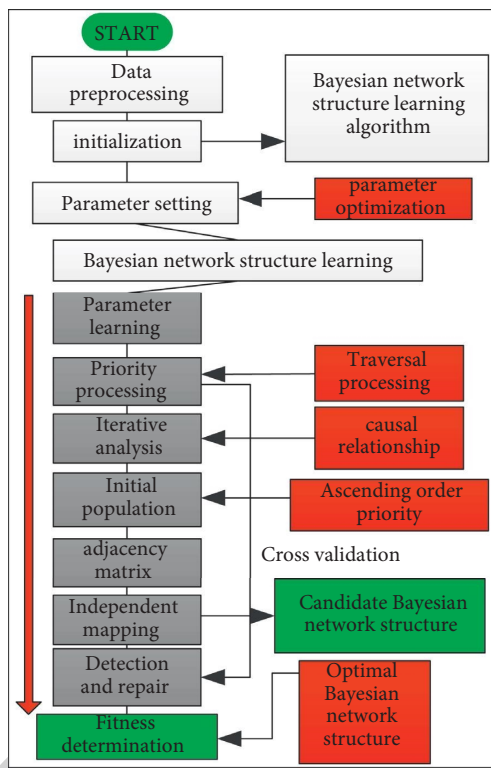 START
Data
preprocessing
Bayesian network
structure learning
algorithm
initialization
Parameter setting
parameter
optimization
Bayesian network structure learning
Parameter
learning
Priority
processing
Traversal
processing
Iterative
analysis
causal
relationship
Initial
population
Ascending order
priority
adjacency
matrix
Cross validation
Independent
mapping
Candidate Bayesian
network structure
Detection
and repair
Optimal
Bayesian
network
structure
Fitness
determination